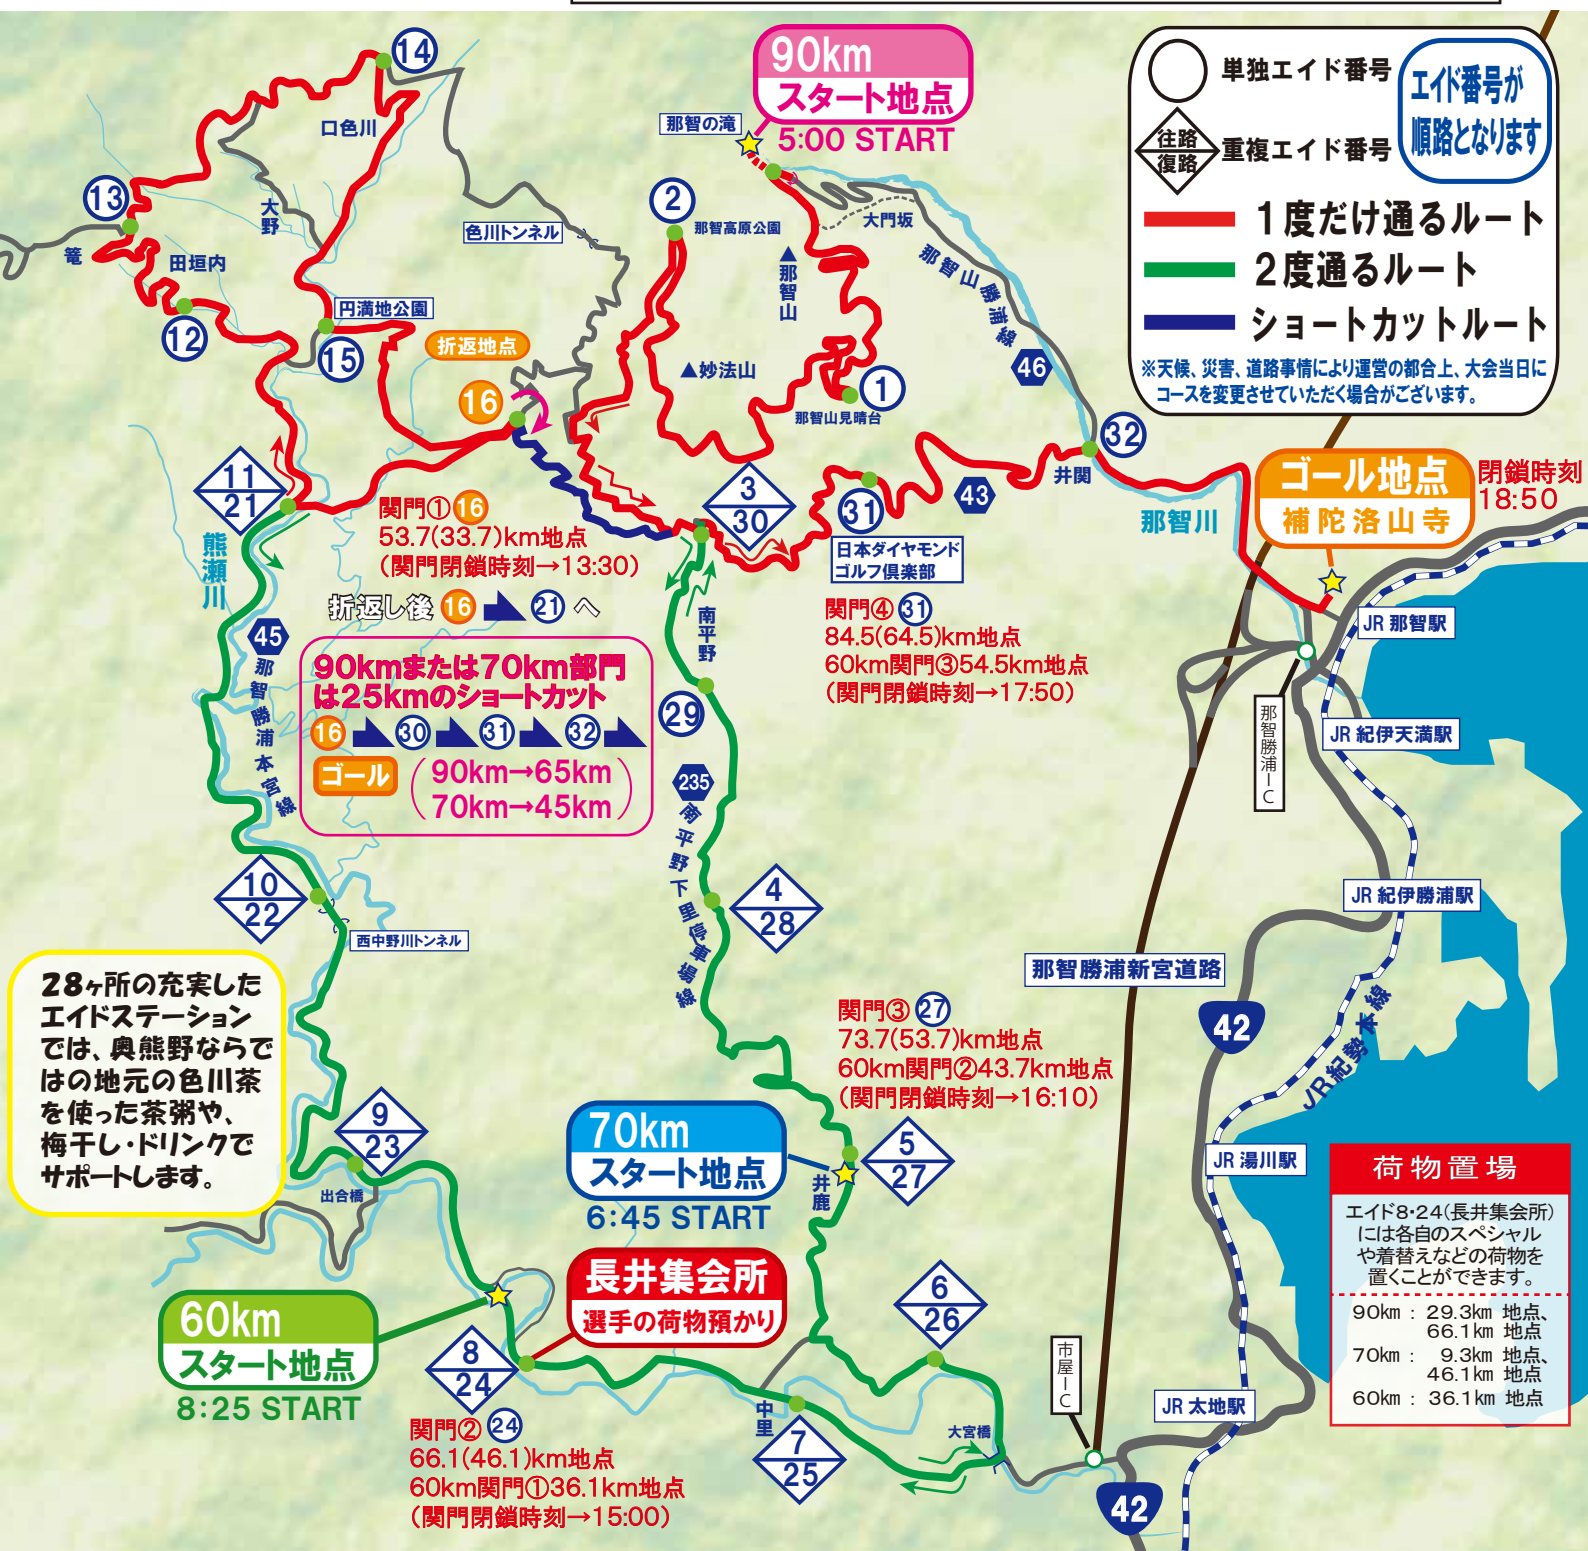 90km
スタート地点
5:00 START
那智の滝
単独エイド番号
往路
復路
重複エイド番号
エイド番号が
順路となります
1度だけ通るルート
2度通るルート
ショートカットルート
※天候、災害、道路事情により運営の都合上、大会当日に
コースを変更させていただく場合がございます。
14
口色川
13
大野
篭
田垣内
12
色川トンネル
円満地公園
15
折返地点
16
2
那智高原公園
▲那智山
大門坂
那智山勝浦線
46
▲妙法山
1
那智山見晴台
32
井関
43
那智川
ゴール地点
補陀洛山寺
閉鎖時刻
18:50
11
21
熊瀬川
関門① 16
53.7(33.7)km地点
(関門閉鎖時刻→13:30)
折返し後 16 21 へ
3
30
31
日本ダイヤモンド
ゴルフ倶楽部
関門④ 31
84.5(64.5)km地点
60km関門③54.5km地点
(関門閉鎖時刻→17:50)
JR 那智駅
45
那智勝浦本宮線
90kmまたは70km部門
は25kmのショートカット
16 30 31 32
ゴール
90km→65km
70km→45km
南平野
29
235
南平野下里停車場線
那智勝浦IC
JR 紀伊天満駅
10
22
西中野川トンネル
4
28
JR 紀伊勝浦駅
那智勝浦新宮道路
42
JR紀勢本線
28ヶ所の充実した
エイドステーション
では、奥熊野ならで
はの地元の色川茶
を使った茶粥や、
梅干し・ドリンクで
サポートします。
関門③ 27
73.7(53.7)km地点
60km関門②43.7km地点
(関門閉鎖時刻→16:10)
9
23
出合橋
70km
スタート地点
6:45 START
5
27
井鹿
JR 湯川駅
荷物置場
エイド8・24(長井集会所)
には各自のスペシャル
や着替えなどの荷物を
置くことができます。
90km : 29.3km 地点、
66.1km 地点
70km : 9.3km 地点、
46.1km 地点
60km : 36.1km 地点
60km
スタート地点
8:25 START
長井集会所
選手の荷物預かり
6
26
8
24
関門② 24
66.1(46.1)km地点
60km関門①36.1km地点
(関門閉鎖時刻→15:00)
中里
7
25
大宮橋
市屋IC
JR 太地駅
42